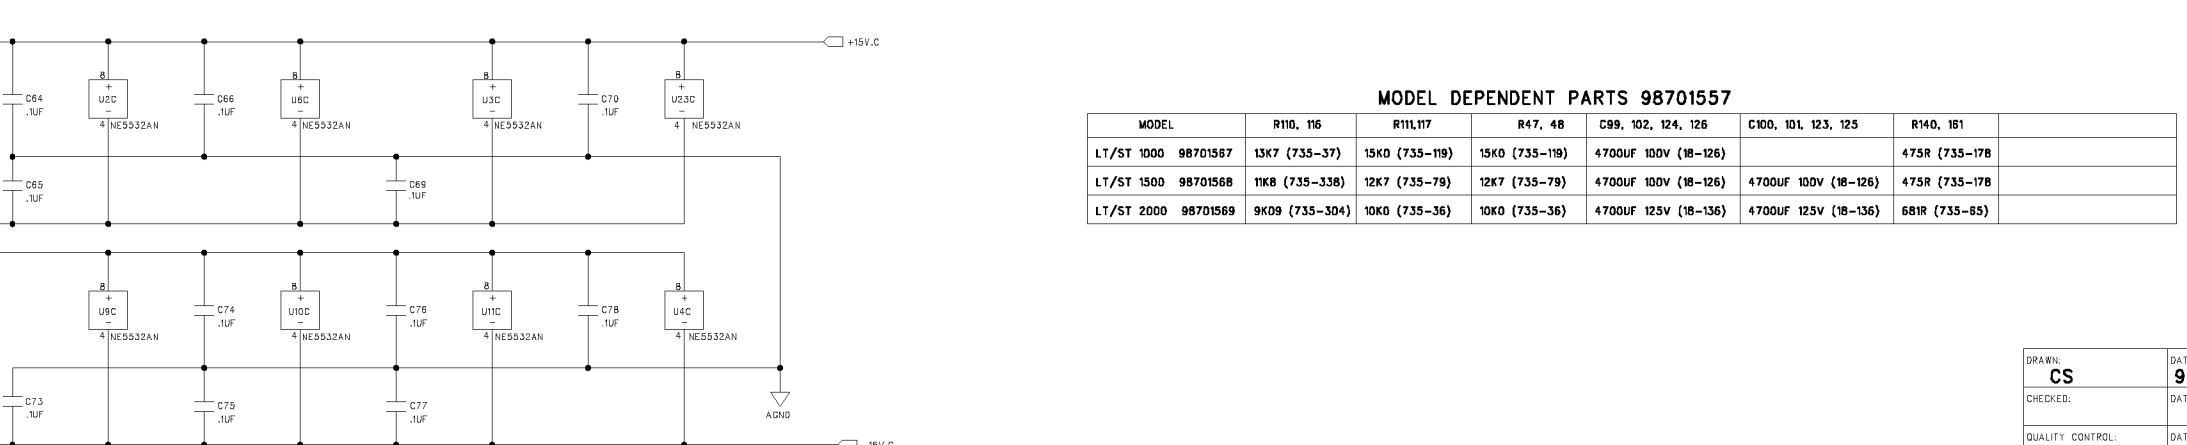 +15V.C
8 8 8 8
+ + + +
C64 U2C C66 U6C U3C C70 U23C
.1UF - .1UF - - .1UF -
4 NE5532AN 4 NE5532AN 4 NE5532AN 4 NE5532AN
C65 C69
.1UF .1UF
8 8 8 8
+ + + +
U9C C74 U10C C76 U11C C78 U4C
- .1UF - .1UF - .1UF -
4 NE5532AN 4 NE5532AN 4 NE5532AN 4 NE5532AN
C73 C75 C77
.1UF .1UF .1UF
AGND
-15V.C
MODEL DEPENDENT PARTS 98701557
MODEL R110, 116 R111,117 R47, 48 C99, 102, 124, 126 C100, 101, 123, 125 R140, 161
LT/ST 1000 98701567 13K7 (735-37) 15K0 (735-119) 15K0 (735-119) 4700UF 100V (18-126) 475R (735-178
LT/ST 1500 98701568 11K8 (735-338) 12K7 (735-79) 12K7 (735-79) 4700UF 100V (18-126) 4700UF 100V (18-126) 475R (735-178
LT/ST 2000 98701569 9K09 (735-304) 10K0 (735-36) 10K0 (735-36) 4700UF 125V (18-136) 4700UF 125V (18-136) 681R (735-65)
DRAWN: DAT
CS 9
CHECKED: DAT
QUALITY CONTROL: DAT